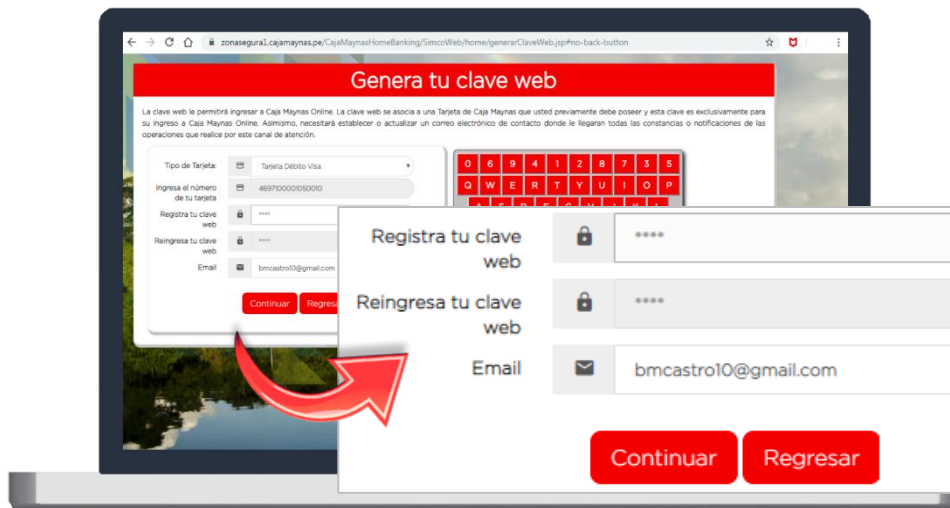 zonasegura1.cajamaynas.pe/CajaMaynasHomeBanking/SimcoWeb/home/generarClaveWeb.jsp#no-back-button
Genera tu clave web
La clave web le permitirá ingresar a Caja Maynas Online. La clave web se asocia a una Tarjeta de Caja Maynas que usted previamente debe poseer y esta clave es exclusivamente para
su ingreso a Caja Maynas Online. Asimismo, necesitará establecer o actualizar un correo electrónico de contacto donde le llegaran todas las constancias o notificaciones de las
operaciones que realice por este canal de atención.
Tipo de Tarjeta: Tarjeta Débito Visa
Ingresa el número 4697100001050010
de tu tarjeta
Registra tu clave ****
web
Reingresa tu clave ****
web
Email bmcastro10@gmail.com
Continuar Regresar
0 6 9 4 1 2 8 7 3 5
Q W E R T Y U I O P
Registra tu clave ****
web
Reingresa tu clave ****
web
Email bmcastro10@gmail.com
Continuar Regresar